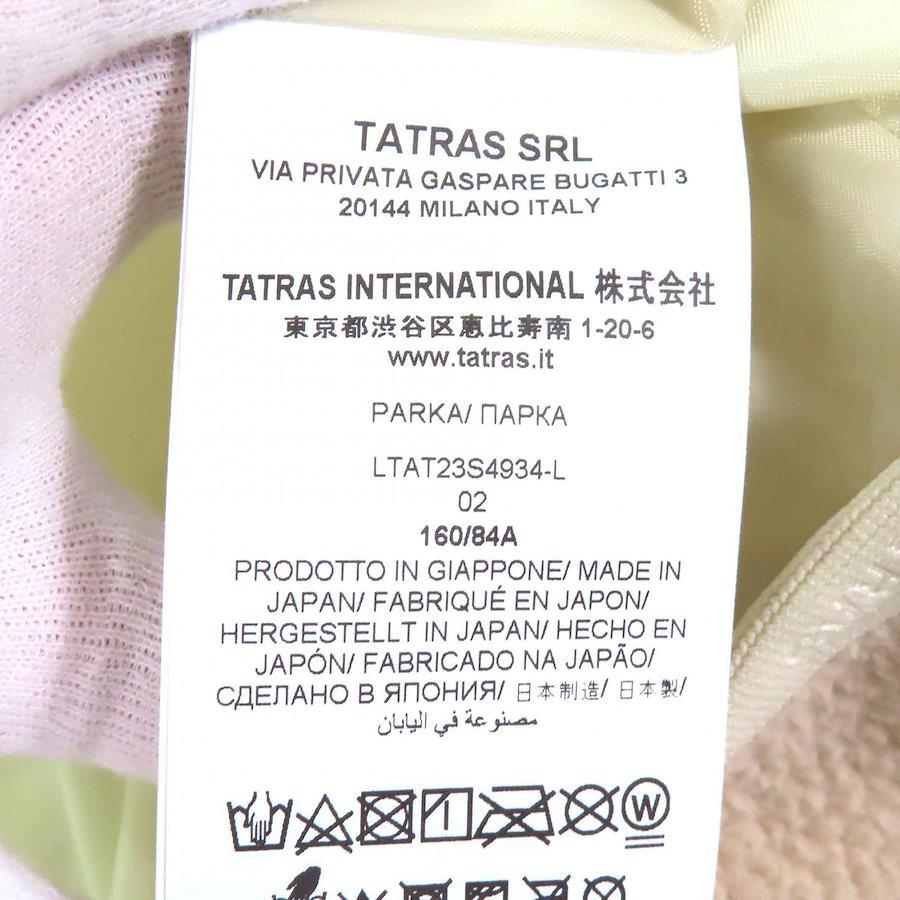 TATRAS SRL
VIA PRIVATA GASPARE BUGATTI 3
20144 MILANO ITALY
TATRAS INTERNATIONAL 株式会社
東京都渋谷区恵比寿南 1-20-6
www.tatras.it
PARKA/ ПАРКА
LTAT23S4934-L
02
160/84A
PRODOTTO IN GIAPPONE/ MADE IN
JAPAN/ FABRIQUÉ EN JAPON/
HERGESTELLT IN JAPAN/ HECHO EN
JAPÓN/ FABRICADO NA JAPÃO/
СДЕЛАНО В ЯПОНИЯ/ 日本制造/ 日本製/
مصنوعة في اليابان
W